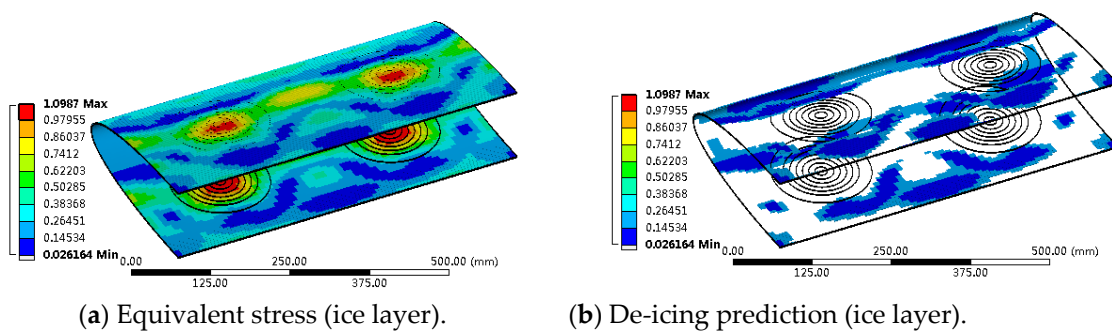 1.0987 Max
0.97955
0.86037
0.7412
0.62203
0.50285
0.38368
0.26451
0.14534
0.026164 Min
0.00 250.00 500.00 (mm)
125.00 375.00
(a) Equivalent stress (ice layer).
1.0987 Max
0.97955
0.86037
0.7412
0.62203
0.50285
0.38368
0.26451
0.14534
0.026164 Min
0.00 250.00 500.00 (mm)
125.00 375.00
(b) De-icing prediction (ice layer).